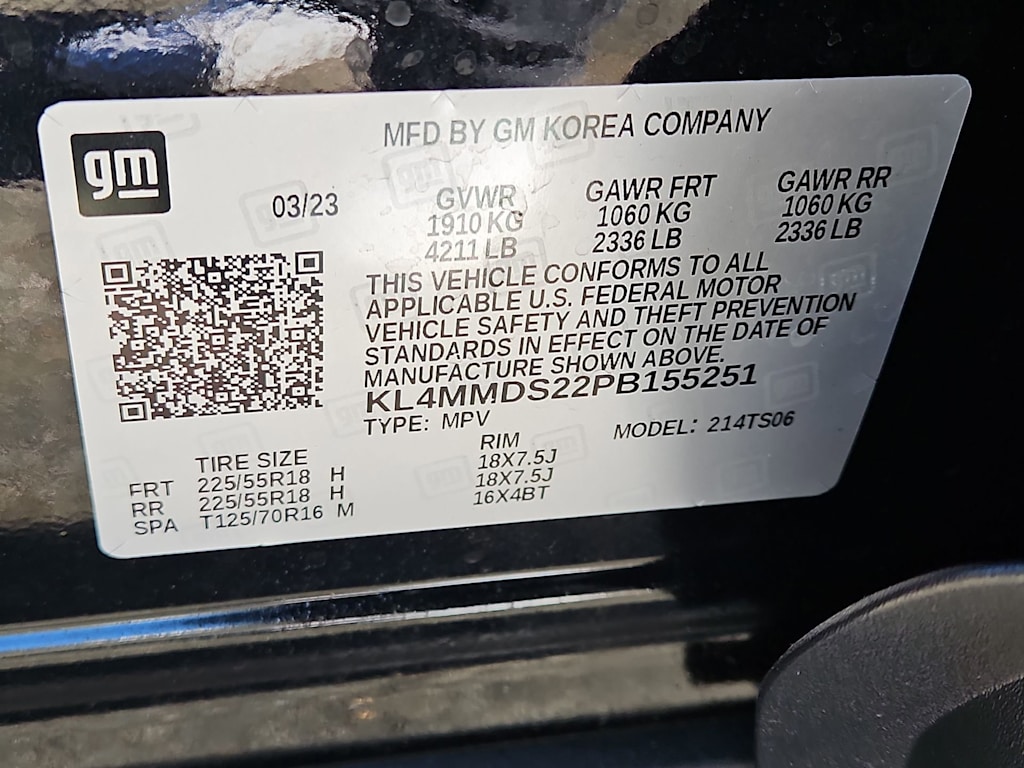 gm
MFD BY GM KOREA COMPANY
03/23
GVWR GAWR FRT GAWR RR
1910 KG 1060 KG 1060 KG
4211 LB 2336 LB 2336 LB
THIS VEHICLE CONFORMS TO ALL
APPLICABLE U.S. FEDERAL MOTOR
VEHICLE SAFETY AND THEFT PREVENTION
STANDARDS IN EFFECT ON THE DATE OF
MANUFACTURE SHOWN ABOVE.
KL4MMDS22PB155251
TYPE: MPV MODEL: 214TS06
TIRE SIZE RIM
FRT 225/55R18 H 18X7.5J
RR 225/55R18 H 18X7.5J
SPA T125/70R16 M 16X4BT